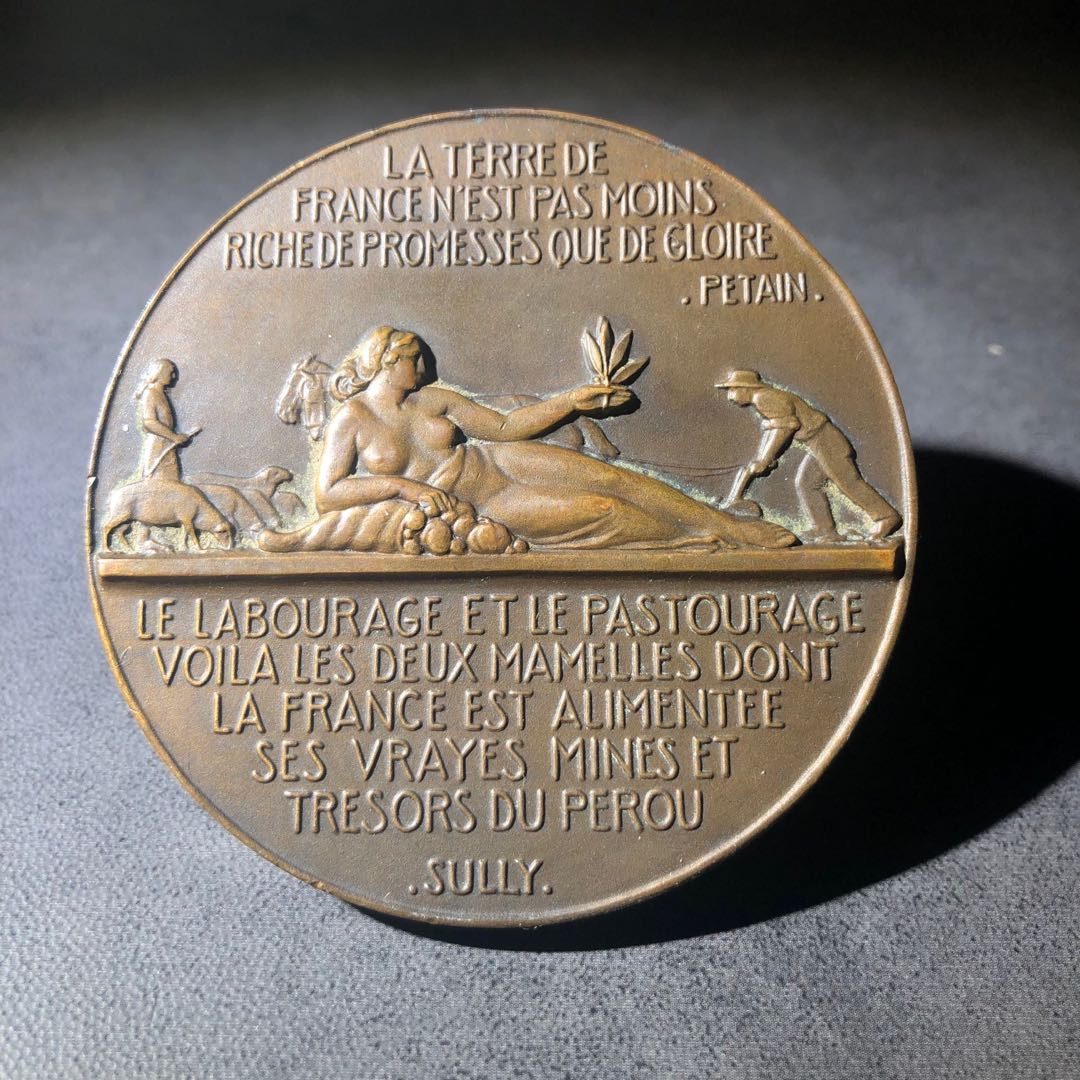 LA TERRE DE
FRANCE N'EST PAS MOINS
RICHE DE PROMESSES QUE DE GLOIRE
. PETAIN .
LE LABOURAGE ET LE PASTOURAGE
VOILA LES DEUX MAMELLES DONT
LA FRANCE EST ALIMENTEE
SES VRAYES MINES ET
TRESORS DU PEROU
. SULLY .